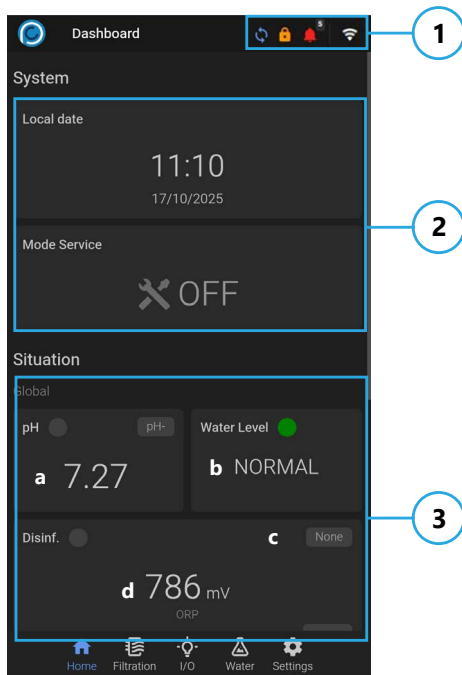 Dashboard
5
1
System
Local date
11:10
17/10/2025
2
Mode Service
OFF
Situation
Global
pH pH-
a 7.27
Water Level
b NORMAL
3
Disinf. c None
d 786 mV
ORP
Home Filtration I/O Water Settings